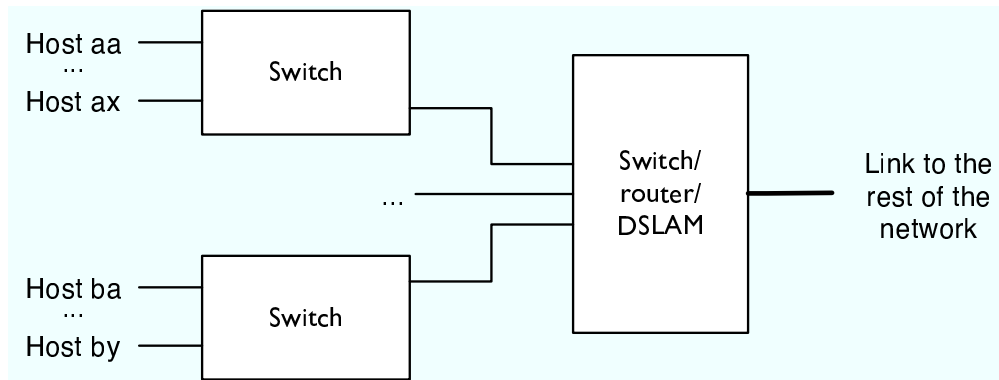 Host aa
...
Host ax
Switch
...
Switch/
router/
DSLAM
Link to the
rest of the
network
Host ba
...
Host by
Switch